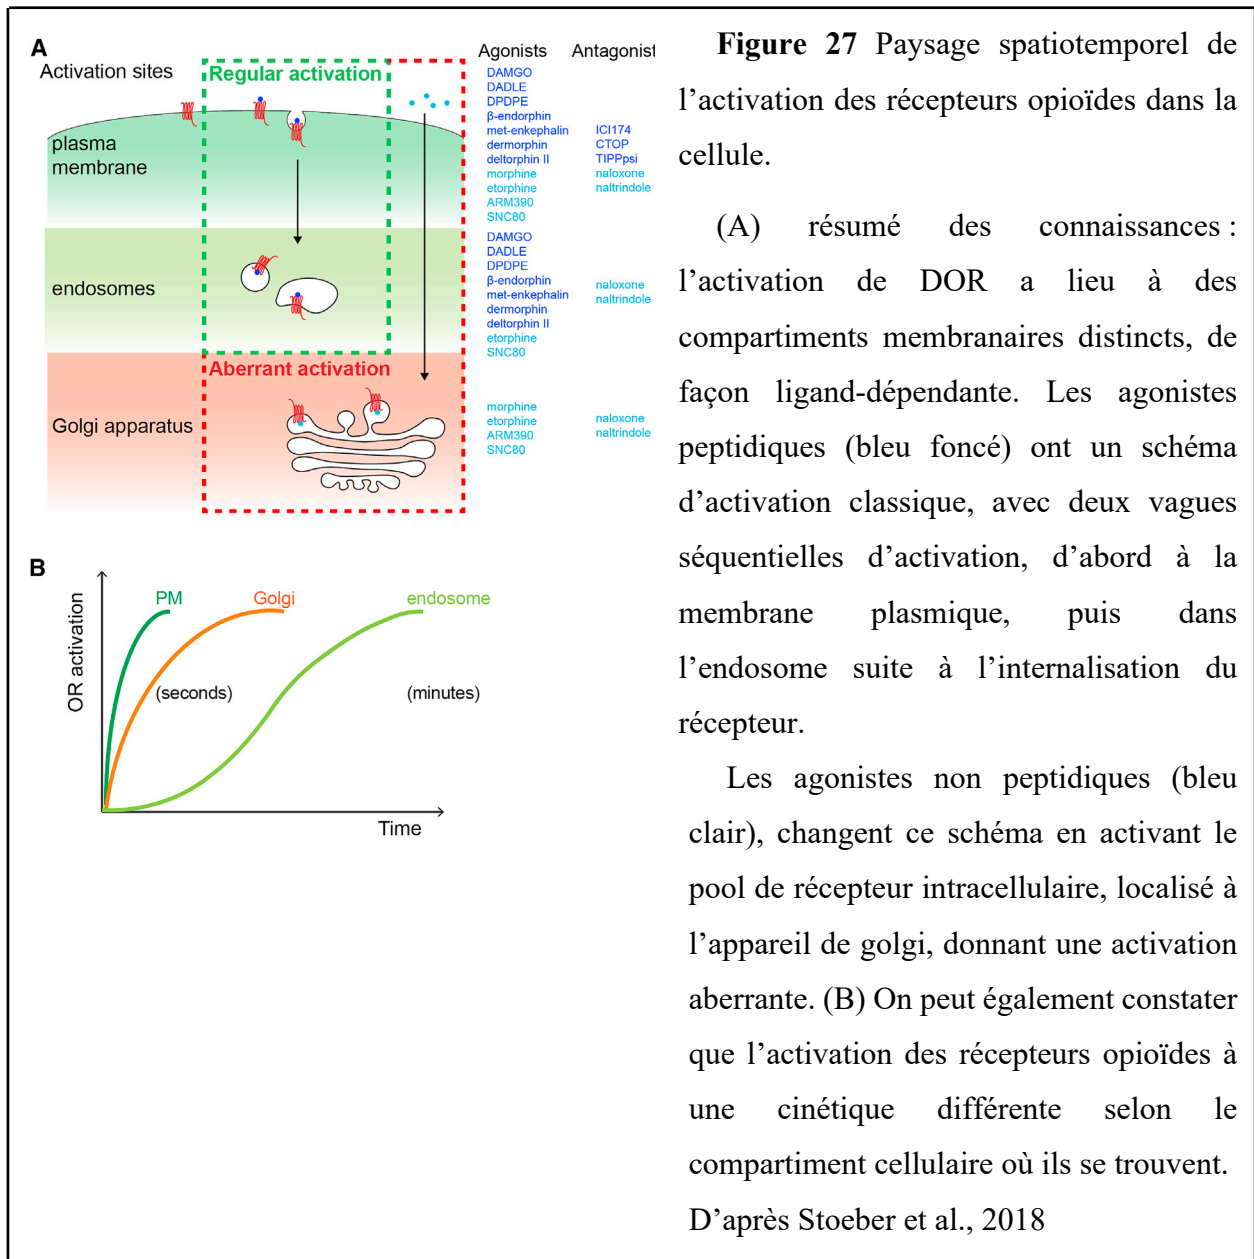 A
Activation sites
Regular activation
Agonists
Antagonist
plasma
membrane
DAMGO
DADLE
DPDPE
β-endorphin
met-enkephalin
dermorphin
deltorphin II
morphine
etorphine
ARM390
SNC80
ICI174
CTOP
TIPPpsi
naloxone
naltrindole
endosomes
DAMGO
DADLE
DPDPE
β-endorphin
met-enkephalin
dermorphin
deltorphin II
etorphine
SNC80
naloxone
naltrindole
Aberrant activation
Golgi apparatus
morphine
etorphine
ARM390
SNC80
naloxone
naltrindole
B
OR activation
PM
Golgi
endosome
(seconds)
(minutes)
Time
Figure 27 Paysage spatiotemporel de
l’activation des récepteurs opioïdes dans la
cellule.
(A) résumé des connaissances :
l’activation de DOR a lieu à des
compartiments membranaires distincts, de
façon ligand-dépendante. Les agonistes
peptidiques (bleu foncé) ont un schéma
d’activation classique, avec deux vagues
séquentielles d’activation, d’abord à la
membrane plasmique, puis dans
l’endosome suite à l’internalisation du
récepteur.
Les agonistes non peptidiques (bleu
clair), changent ce schéma en activant le
pool de récepteur intracellulaire, localisé à
l’appareil de golgi, donnant une activation
aberrante. (B) On peut également constater
que l’activation des récepteurs opioïdes à
une cinétique différente selon le
compartiment cellulaire où ils se trouvent.
D’après Stoeber et al., 2018